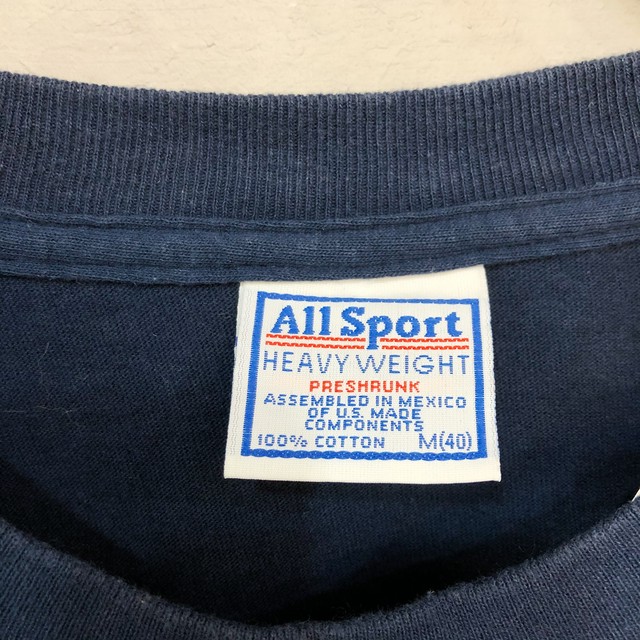 All Sport
HEAVY WEIGHT
PRESHRUNK
ASSEMBLED IN MEXICO
OF U.S. MADE
COMPONENTS
100% COTTON M(40)